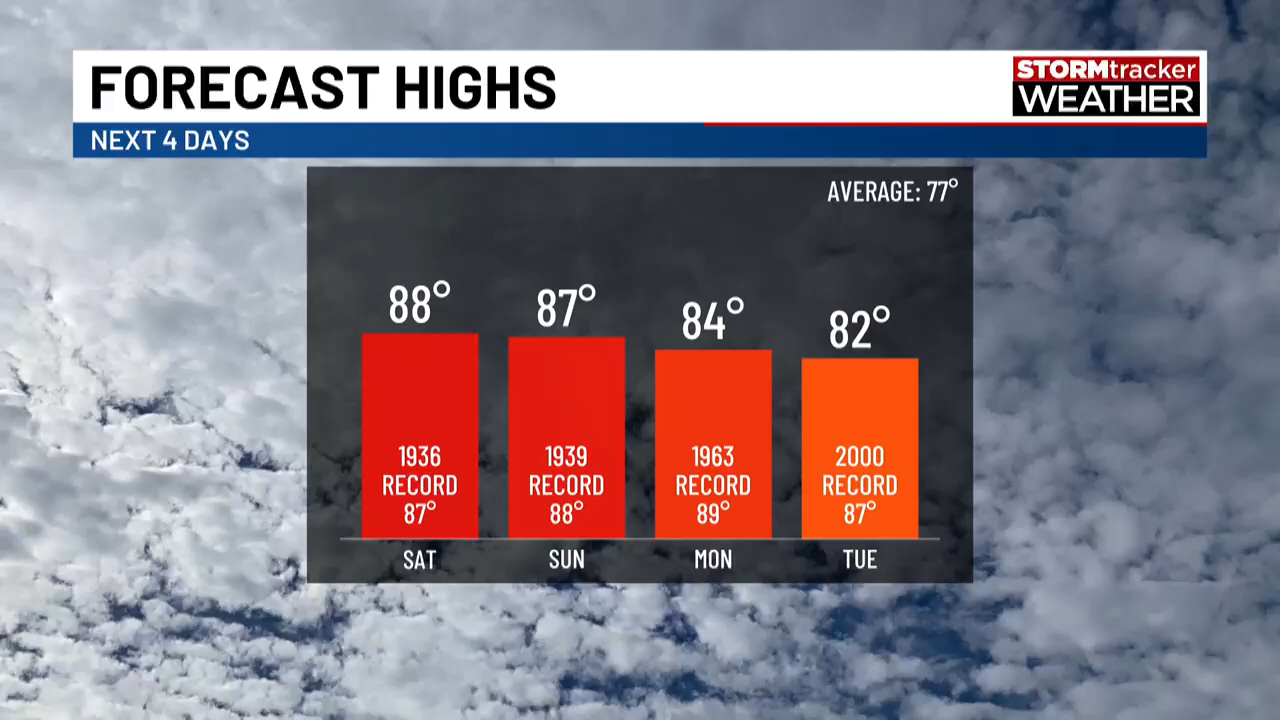 FORECAST HIGHS
STORMtracker
WEATHER
NEXT 4 DAYS
AVERAGE: 77°
88°
87°
84°
82°
1936
RECORD
87°
1939
RECORD
88°
1963
RECORD
89°
2000
RECORD
87°
SAT
SUN
MON
TUE